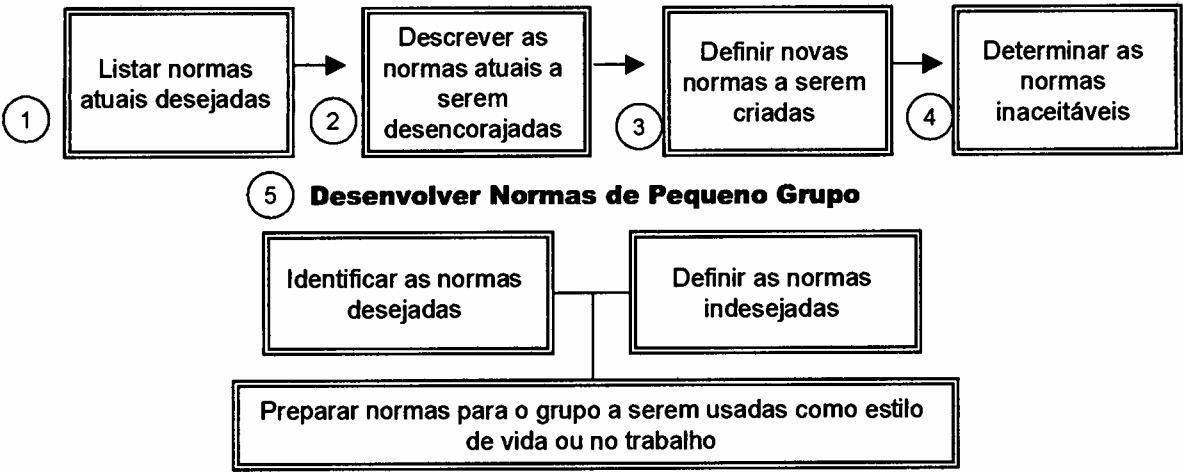 Listar normas
atuais desejadas
1
Descrever as
normas atuais a
serem
desencorajadas
2
Definir novas
normas a serem
criadas
3
Determinar as
normas
inaceitáveis
4
5 Desenvolver Normas de Pequeno Grupo
Identificar as normas
desejadas
Definir as normas
indesejadas
Preparar normas para o grupo a serem usadas como estilo
de vida ou no trabalho